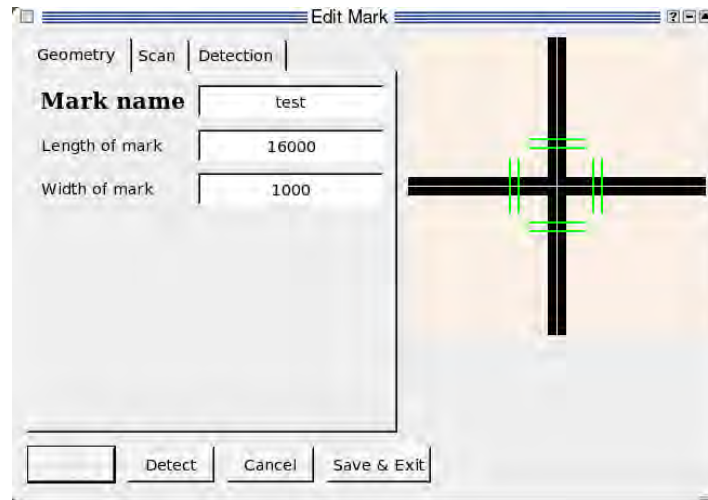 Edit Mark
Geometry Scan Detection
Mark name test
Length of mark 16000
Width of mark 1000
Detect Cancel Save & Exit